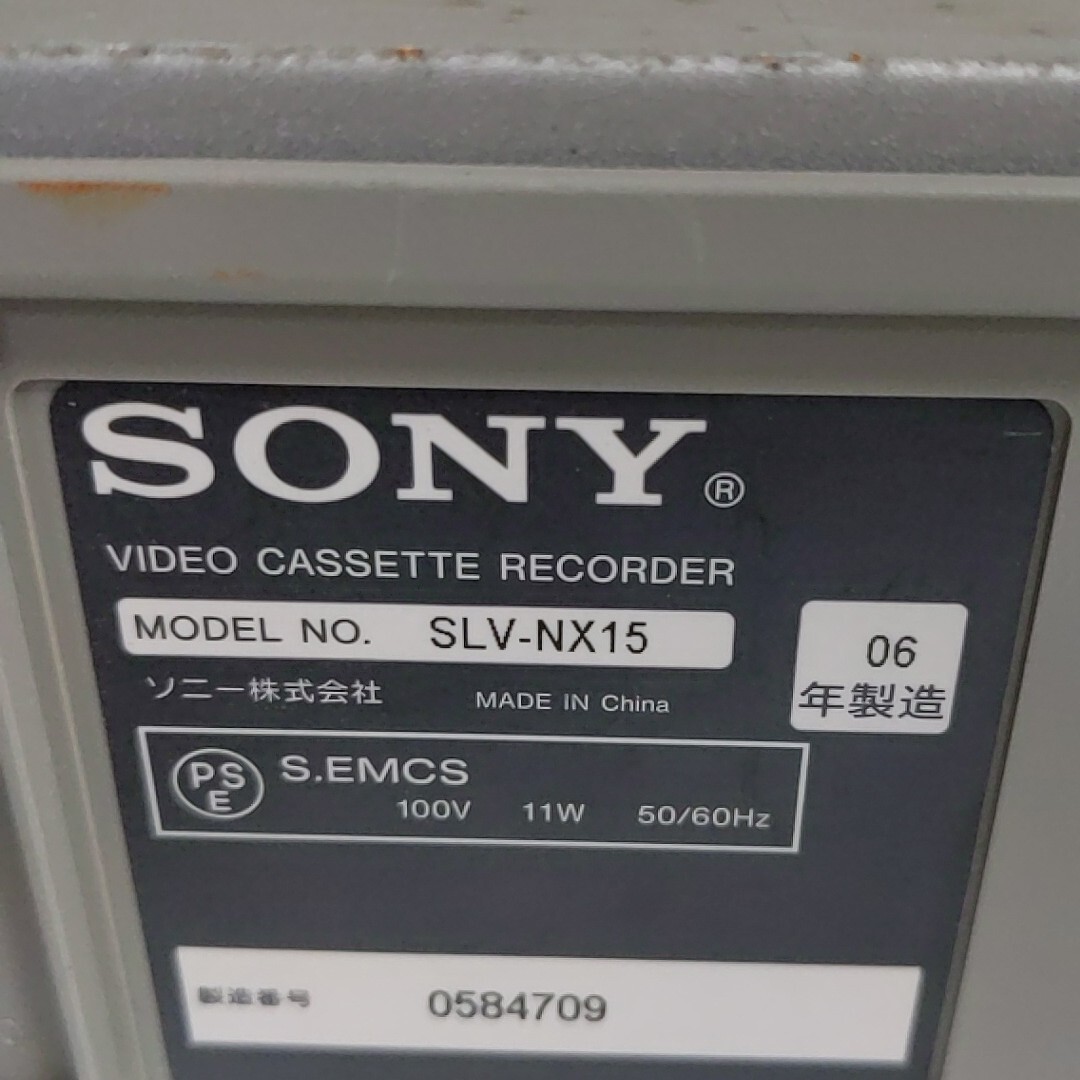 SONY®
VIDEO CASSETTE RECORDER
MODEL NO. SLV-NX15
ソニー株式会社 MADE IN China
06
年製造
PSE S.EMCS
100V 11W 50/60Hz
製造番号 0584709